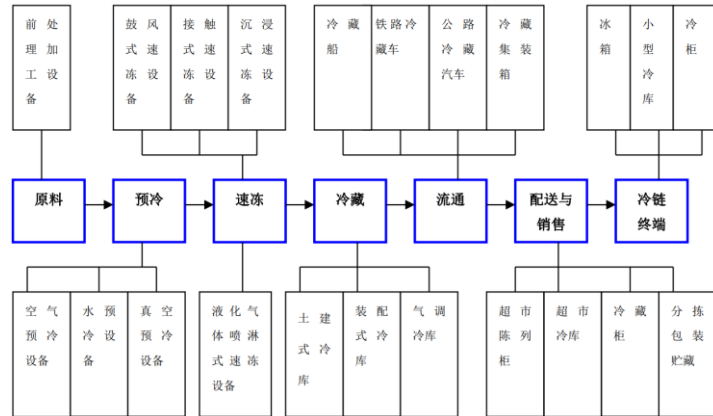 前处
理加
工设
备
鼓风
式速
冻设
备
接触
式速
冻设
备
沉浸
式速
冻设
备
冷藏
船
铁路冷
藏车
公路
冷藏
汽车
冷藏
集装
箱
冰
箱
小
型
冷
库
冷
柜
原料
预冷
速冻
冷藏
流通
配送与
销售
冷链
终端
空气
预冷
设备
水预
冷设
备
真空
预冷
设备
液化气
体喷淋
式速冻
设备
土建
式冷
库
装配
式冷
库
气调
冷库
超市
陈列
柜
超市
冷库
冷藏
柜
分拣
包装
贮藏